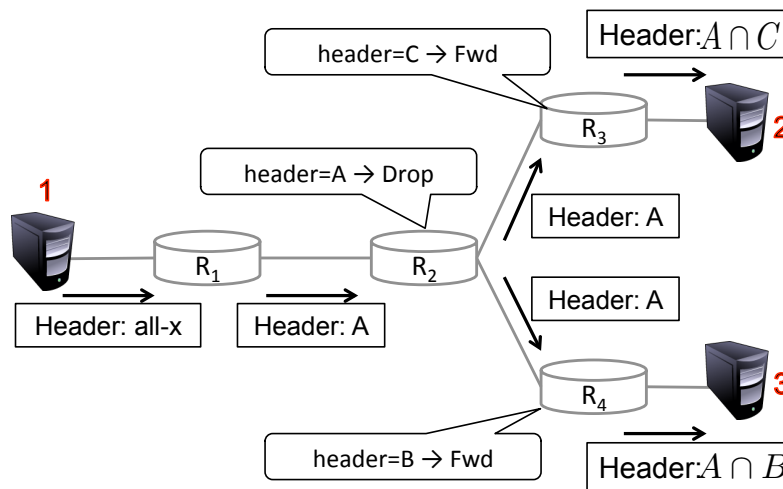 Header: A ∩ C
header=C → Fwd
R₃
2
header=A → Drop
1
Header: A
R₁
R₂
Header: all-x
Header: A
Header: A
R₄
3
header=B → Fwd
Header: A ∩ B